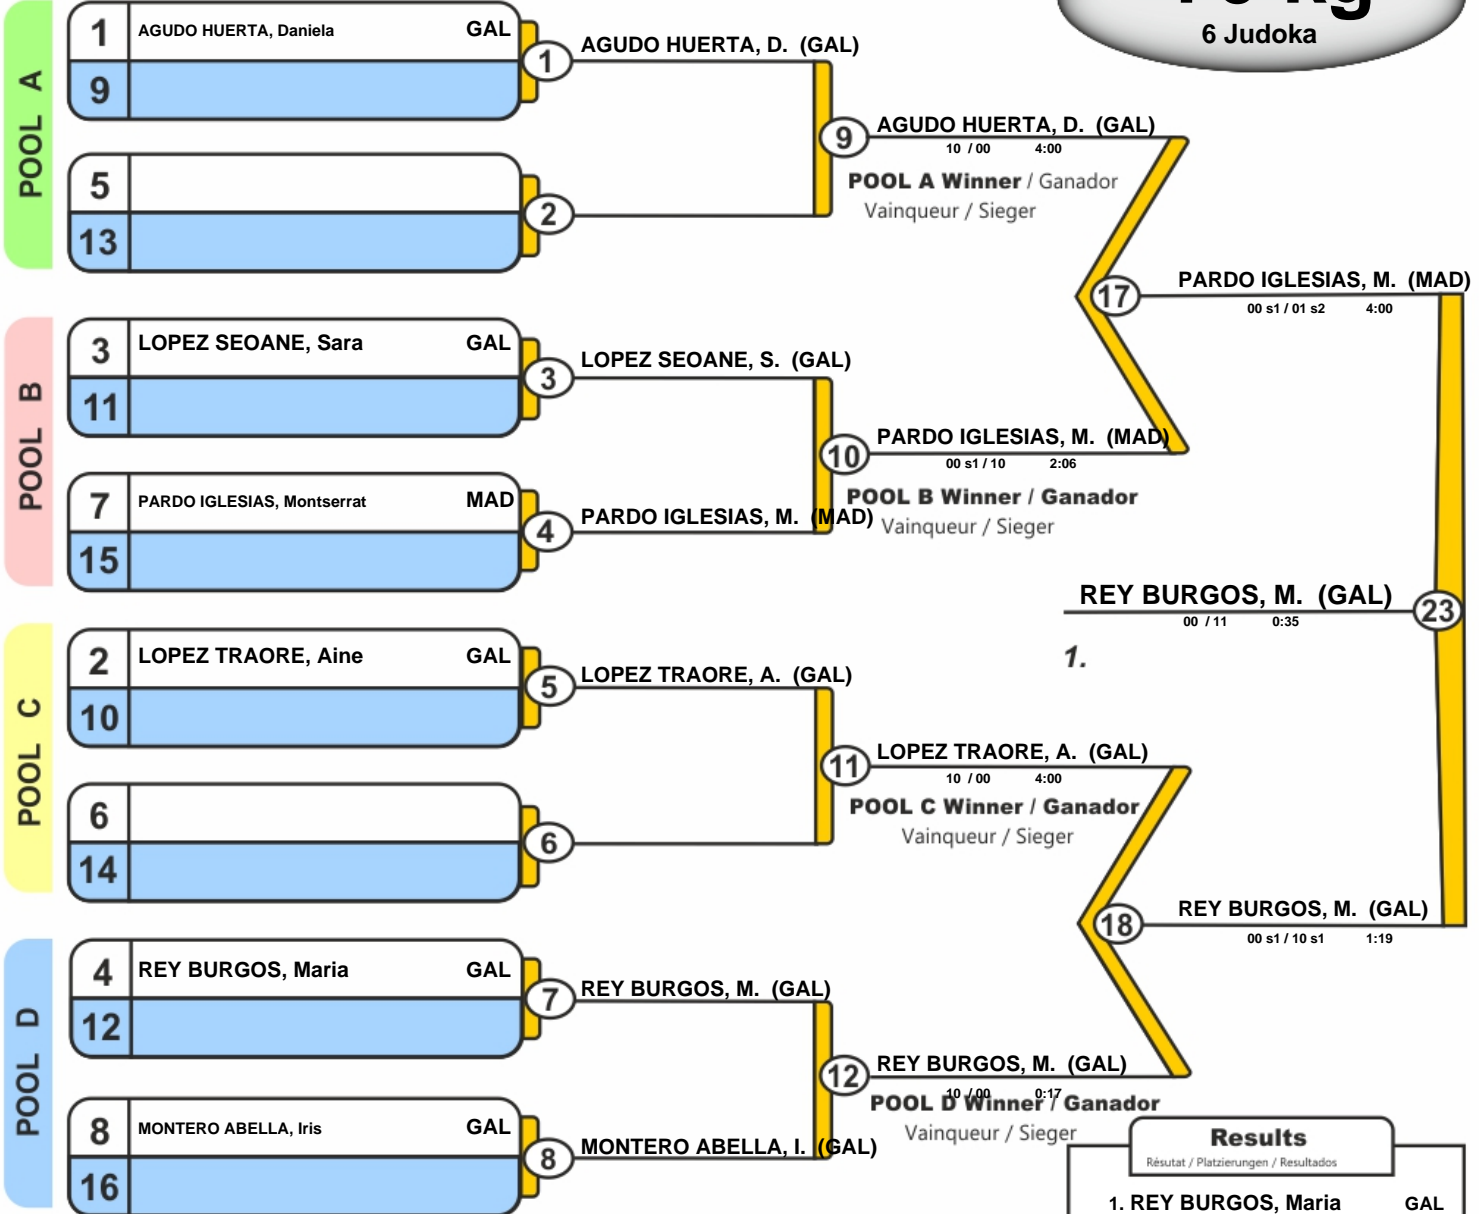 6 Judoka
POOL A
1 AGUDO HUERTA, Daniela GAL
9
5
13
1 AGUDO HUERTA, D. (GAL)
2
9 AGUDO HUERTA, D. (GAL)
10 / 00 4:00
POOL A Winner / Ganador
Vainqueur / Sieger
POOL B
3 LOPEZ SEOANE, Sara GAL
11
7 PARDO IGLESIAS, Montserrat MAD
15
3 LOPEZ SEOANE, S. (GAL)
4 PARDO IGLESIAS, M. (MAD)
10 PARDO IGLESIAS, M. (MAD)
00 s1 / 10 2:06
POOL B Winner / Ganador
Vainqueur / Sieger
17 PARDO IGLESIAS, M. (MAD)
00 s1 / 01 s2 4:00
REY BURGOS, M. (GAL) 23
00 / 11 0:35
1.
POOL C
2 LOPEZ TRAORE, Aine GAL
10
6
14
5 LOPEZ TRAORE, A. (GAL)
6
11 LOPEZ TRAORE, A. (GAL)
10 / 00 4:00
POOL C Winner / Ganador
Vainqueur / Sieger
18 REY BURGOS, M. (GAL)
00 s1 / 10 s1 1:19
POOL D
4 REY BURGOS, Maria GAL
12
8 MONTERO ABELLA, Iris GAL
16
7 REY BURGOS, M. (GAL)
8 MONTERO ABELLA, I. (GAL)
12 REY BURGOS, M. (GAL)
10 / 00 0:17
POOL D Winner / Ganador
Vainqueur / Sieger
Results
Résutat / Platzierungen / Resultados
1. REY BURGOS, Maria GAL